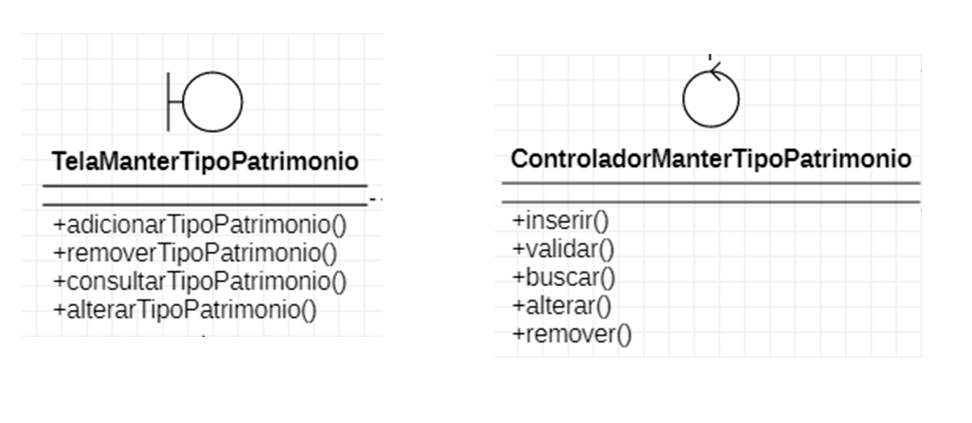 TelaManterTipoPatrimonio
+adicionarTipoPatrimonio()
+removerTipoPatrimonio()
+consultarTipoPatrimonio()
+alterarTipoPatrimonio()
ControladorManterTipoPatrimonio
+inserir()
+validar()
+buscar()
+alterar()
+remover()